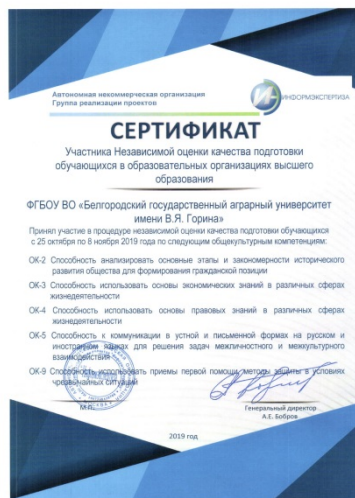 Автономная некоммерческая организация
Группа реализации проектов
ИНФОРМЭКСПЕРТИЗА
СЕРТИФИКАТ
Участника Независимой оценки качества подготовки
обучающихся в образовательных организациях высшего
образования
ФГБОУ ВО «Белгородский государственный аграрный университет
имени В.Я. Горина»
Принял участие в процедуре независимой оценки качества подготовки обучающихся
с 25 октября по 8 ноября 2019 года по следующим общекультурным компетенциям:
ОК-2 Способность анализировать основные этапы и закономерности исторического
развития общества для формирования гражданской позиции
ОК-3 Способность использовать основы экономических знаний в различных сферах
жизнедеятельности
ОК-4 Способность использовать основы правовых знаний в различных сферах
жизнедеятельности
ОК-5 Способность к коммуникации в устной и письменной формах на русском и
иностранном языках для решения задач межличностного и межкультурного
взаимодействия
ОК-9 Способность использовать приемы первой помощи, методы защиты в условиях
чрезвычайных ситуаций
М.П.
Генеральный директор
А.Е. Бобров
2019 год